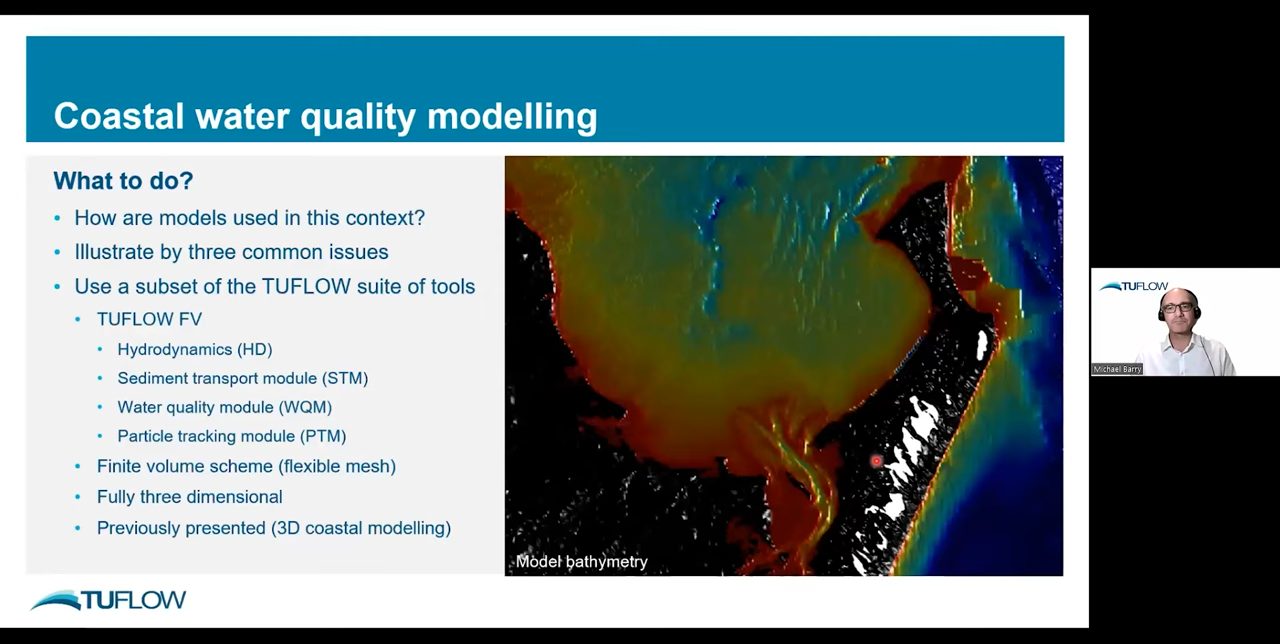 Coastal water quality modelling
What to do?
• How are models used in this context?
• Illustrate by three common issues
• Use a subset of the TUFLOW suite of tools
• TUFLOW FV
• Hydrodynamics (HD)
• Sediment transport module (STM)
• Water quality module (WQM)
• Particle tracking module (PTM)
• Finite volume scheme (flexible mesh)
• Fully three dimensional
• Previously presented (3D coastal modelling)
Model bathymetry
TUFLOW
TUFLOW
Michael Barry